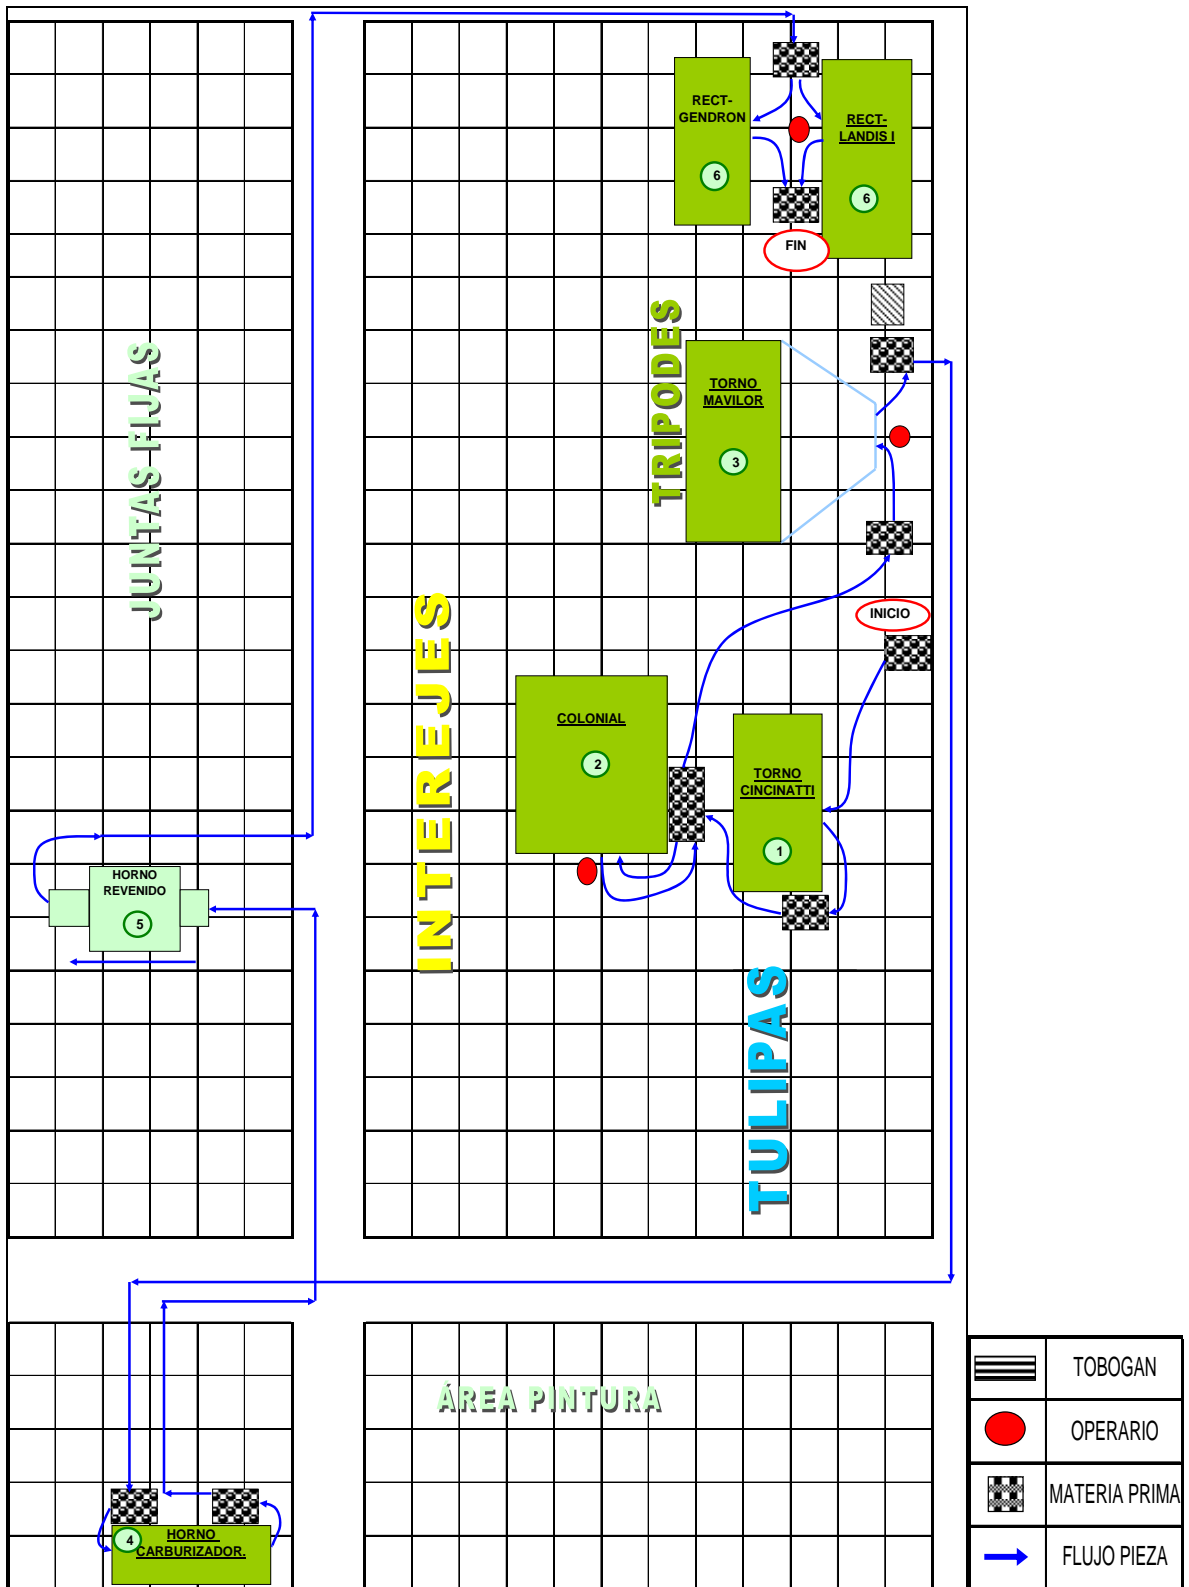 RECT-
GENDRON
6
RECT-
LANDIS I
6
FIN
TRIPODES
TORNO
MAVILOR
3
JUNTAS FIJAS
INTEREJES
INICIO
COLONIAL
2
TORNO
CINCINATTI
1
HORNO
REVENIDO
5
TULIPAS
ÁREA PINTURA
4
HORNO
CARBURIZADOR.
TOBOGAN
OPERARIO
MATERIA PRIMA
FLUJO PIEZA